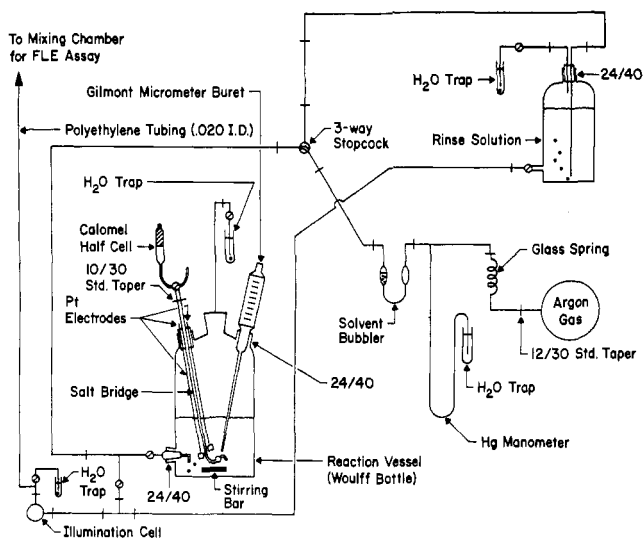 To Mixing Chamber
for FLE Assay
Gilmont Micrometer Buret
Polyethylene Tubing (.020 I.D.)
H₂O Trap
Calomel
Half Cell
10/30
Std. Taper
Pt
Electrodes
Salt Bridge
24/40
H₂O
Trap
24/40
Stirring
Bar
Reaction Vessel
(Woulff Bottle)
Illumination Cell
3-way
Stopcock
H₂O Trap
24/40
Rinse Solution
Glass Spring
Solvent
Bubbler
Argon
Gas
12/30 Std. Taper
H₂O Trap
Hg Manometer